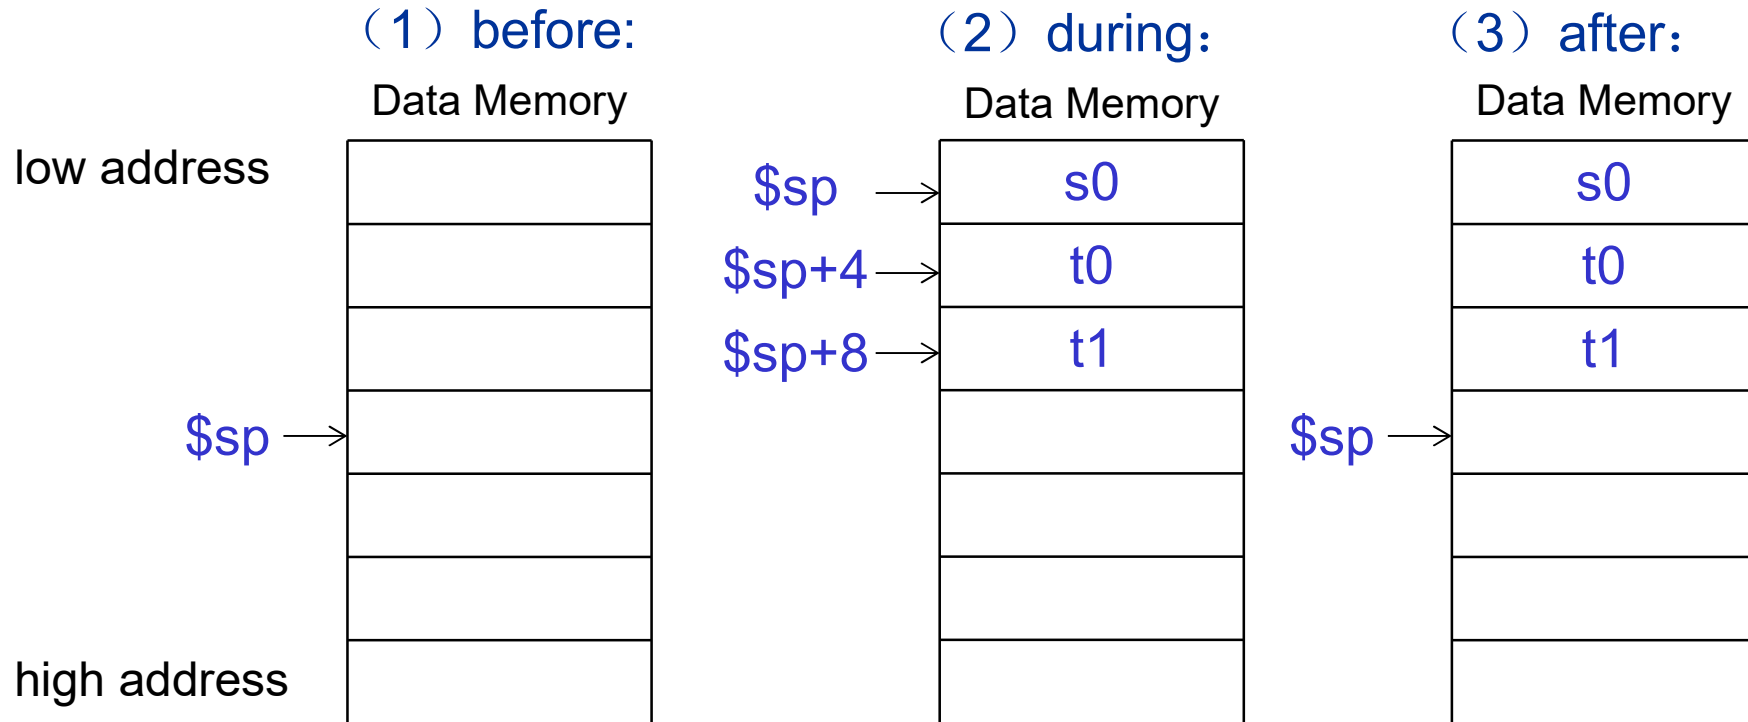 （1）before:
（2）during：
（3）after：
Data Memory
Data Memory
Data Memory
low address
$sp
s0
s0
$sp+4
t0
t0
$sp+8
t1
t1
$sp
$sp
high address